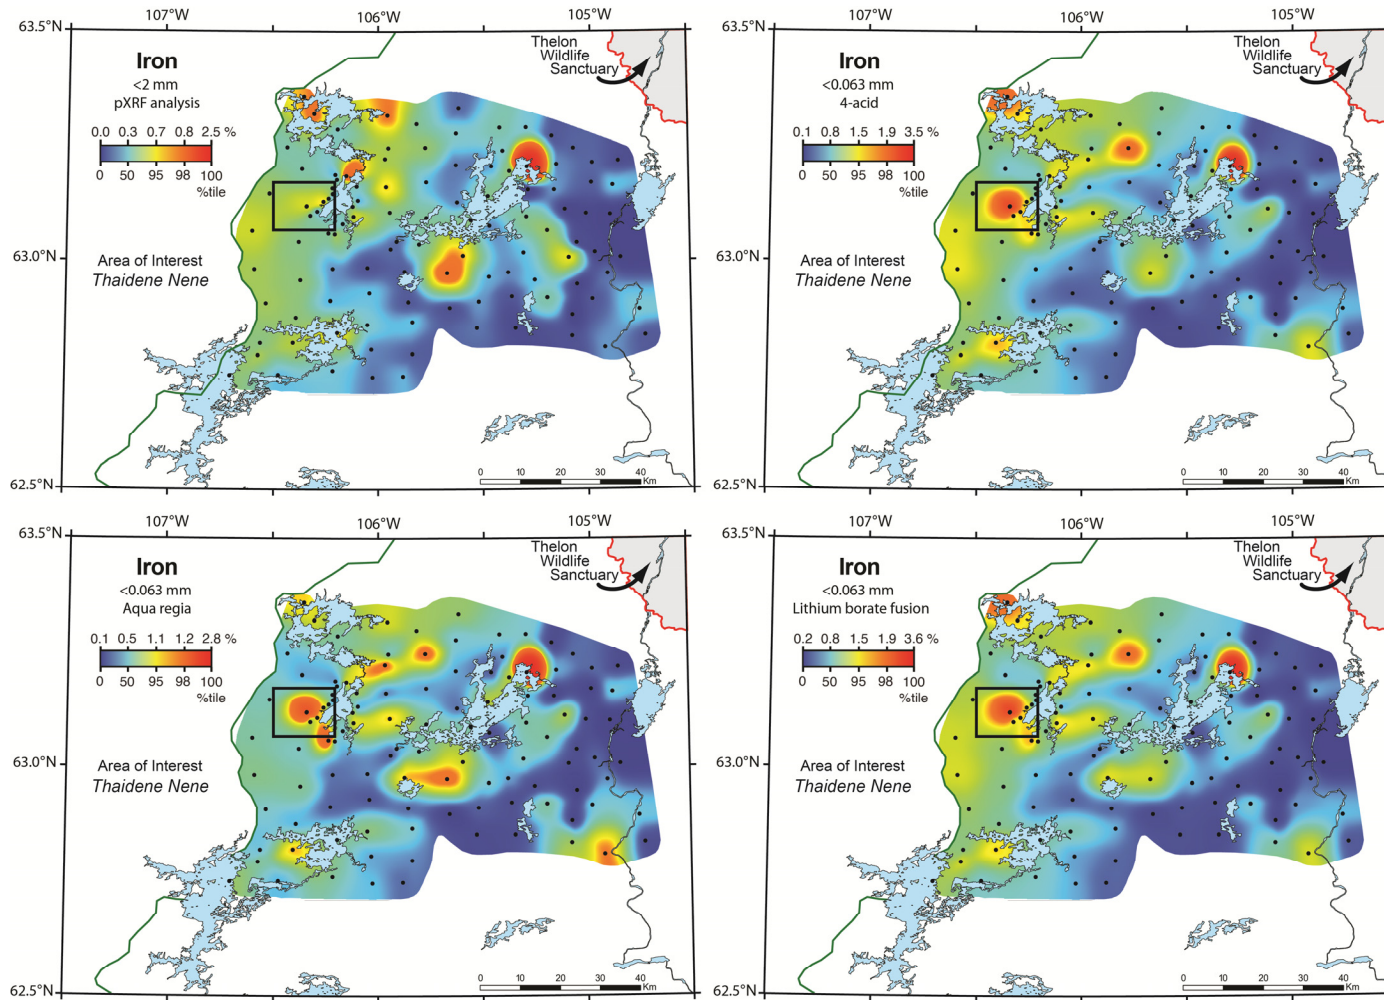 107°W 106°W 105°W
63.5°N
Iron
<2 mm
pXRF analysis
0.0 0.3 0.7 0.8 2.5 %
0 50 95 98 100
%tile
Thelon
Wildlife
Sanctuary
63.0°N
Area of Interest
Thaidene Nene
0 10 20 30 40 Km
62.5°N
107°W 106°W 105°W
63.5°N
Iron
<0.063 mm
4-acid
0.1 0.8 1.5 1.9 3.5 %
0 50 95 98 100
%tile
Thelon
Wildlife
Sanctuary
63.0°N
Area of Interest
Thaidene Nene
0 10 20 30 40 Km
62.5°N
107°W 106°W 105°W
63.5°N
Iron
<0.063 mm
Aqua regia
0.1 0.5 1.1 1.2 2.8 %
0 50 95 98 100
%tile
Thelon
Wildlife
Sanctuary
63.0°N
Area of Interest
Thaidene Nene
0 10 20 30 40 Km
62.5°N
107°W 106°W 105°W
63.5°N
Iron
<0.063 mm
Lithium borate fusion
0.2 0.8 1.5 1.9 3.6 %
0 50 95 98 100
%tile
Thelon
Wildlife
Sanctuary
63.0°N
Area of Interest
Thaidene Nene
0 10 20 30 40 Km
62.5°N